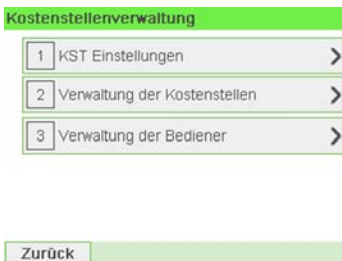 Kostenstellenverwaltung
1 KST Einstellungen
2 Verwaltung der Kostenstellen
3 Verwaltung der Bediener
Zurück